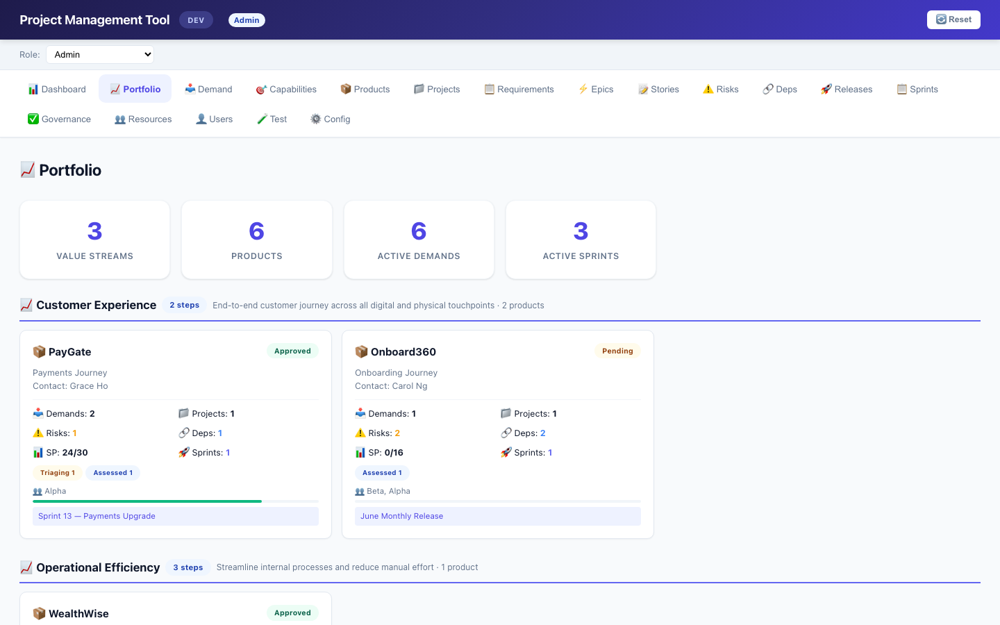 Project Management Tool DEV Admin Reset
Role: Admin
Dashboard Portfolio Demand Capabilities Products Projects Requirements Epics Stories Risks Deps Releases Sprints
Governance Resources Users Test Config
Portfolio
3 6 6 3
VALUE STREAMS PRODUCTS ACTIVE DEMANDS ACTIVE SPRINTS
Customer Experience 2 steps End-to-end customer journey across all digital and physical touchpoints · 2 products
PayGate Approved
Payments Journey
Contact: Grace Ho
Demands: 2 Projects: 1
Risks: 1 Deps: 1
SP: 24/30 Sprints: 1
Triaging 1 Assessed 1
Alpha
Sprint 13 — Payments Upgrade
Onboard360 Pending
Onboarding Journey
Contact: Carol Ng
Demands: 1 Projects: 1
Risks: 2 Deps: 2
SP: 0/16 Sprints: 1
Assessed 1
Beta, Alpha
June Monthly Release
Operational Efficiency 3 steps Streamline internal processes and reduce manual effort · 1 product
WealthWise Approved